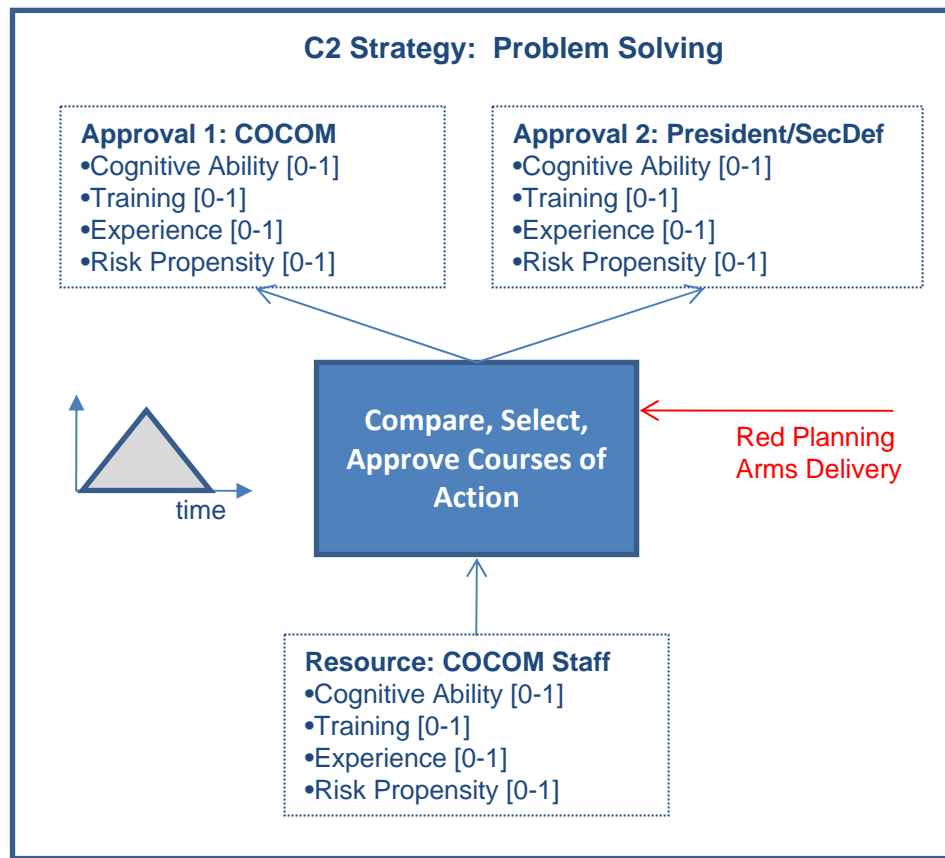 C2 Strategy: Problem Solving
Approval 1: COCOM
•Cognitive Ability [0-1]
•Training [0-1]
•Experience [0-1]
•Risk Propensity [0-1]
Approval 2: President/SecDef
•Cognitive Ability [0-1]
•Training [0-1]
•Experience [0-1]
•Risk Propensity [0-1]
time
Compare, Select,
Approve Courses of
Action
Red Planning
Arms Delivery
Resource: COCOM Staff
•Cognitive Ability [0-1]
•Training [0-1]
•Experience [0-1]
•Risk Propensity [0-1]